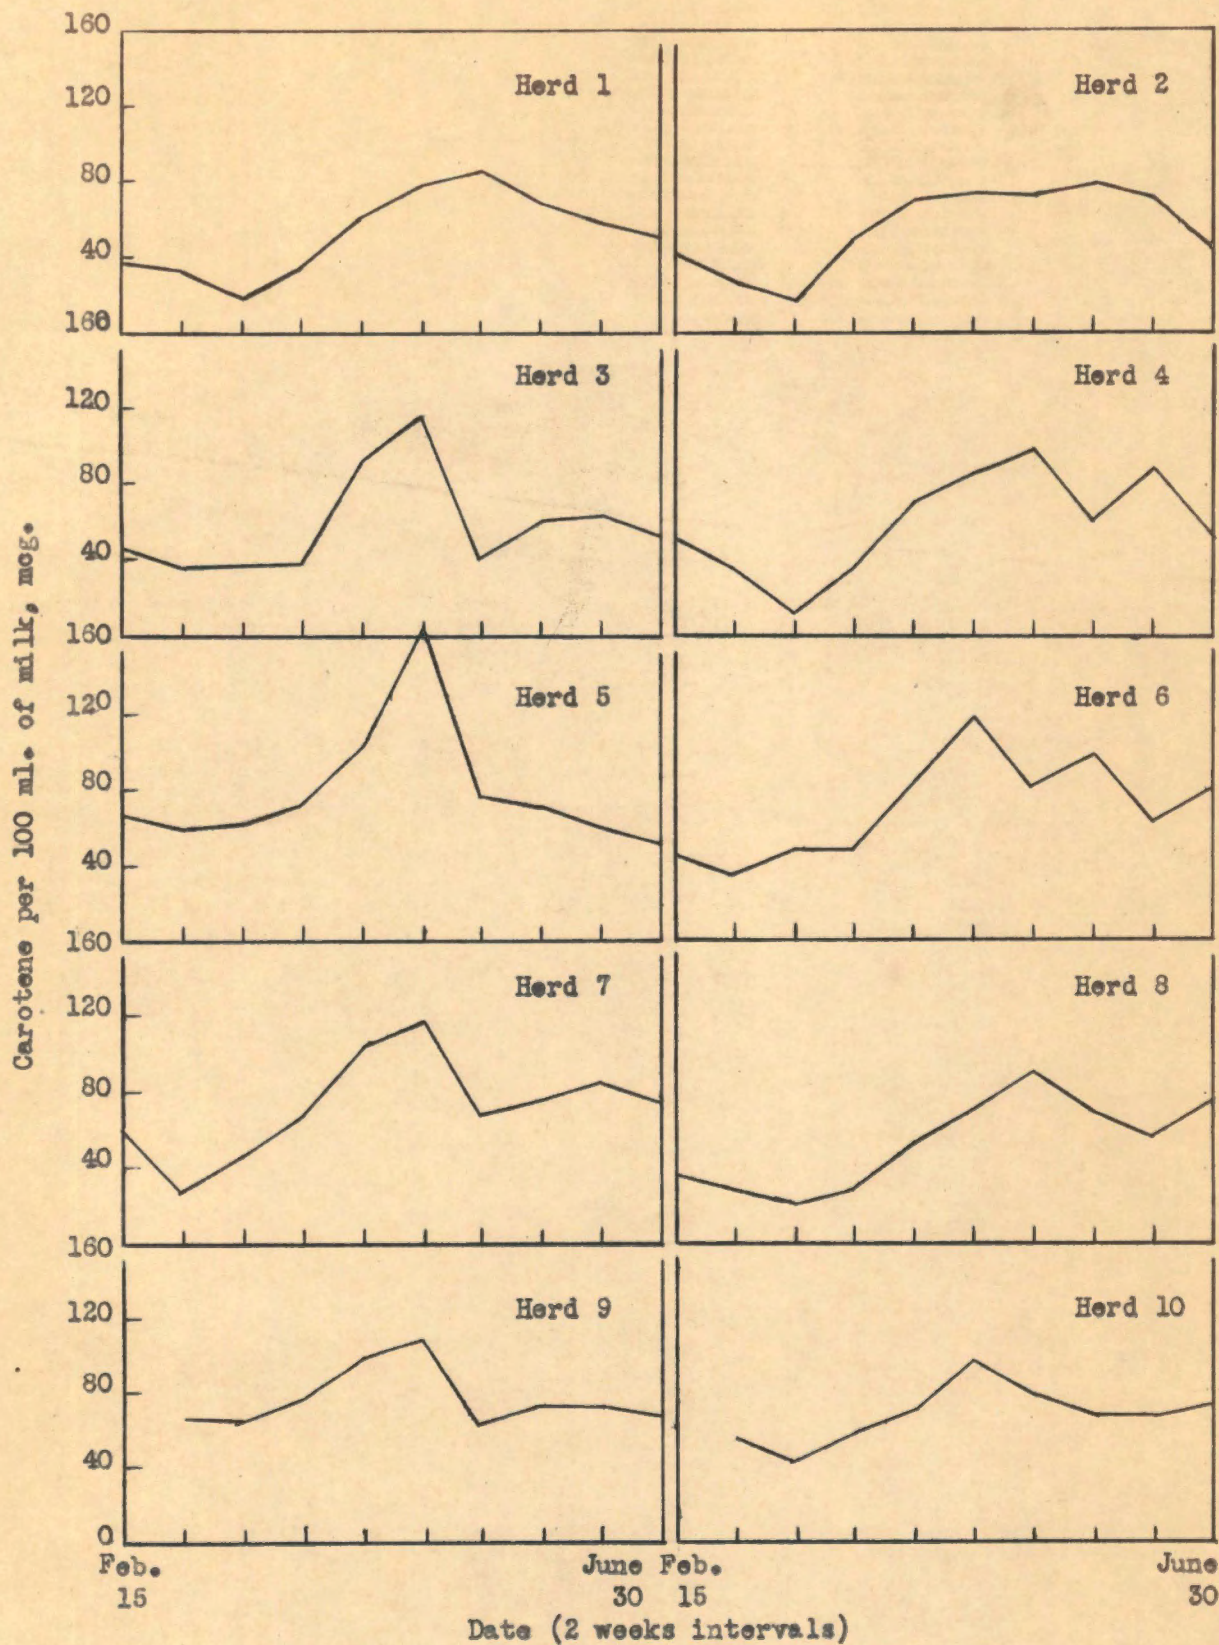 160
120
80
40
160
120
80
40
160
120
80
40
160
120
80
40
160
120
80
40
0
Herd 1
Herd 2
Herd 3
Herd 4
Herd 5
Herd 6
Herd 7
Herd 8
Herd 9
Herd 10
Carotene per 100 ml. of milk, mcg.
Feb. June Feb. June
15 30 15 30
Date (2 weeks intervals)